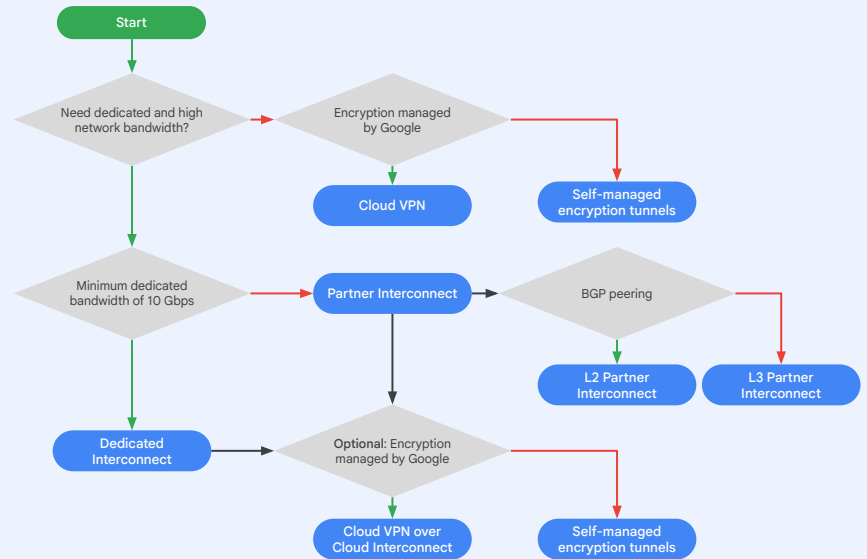 Start
Need dedicated and high
network bandwidth?
Encryption managed
by Google
Cloud VPN
Self-managed
encryption tunnels
Minimum dedicated
bandwidth of 10 Gbps
Partner Interconnect
BGP peering
L2 Partner
Interconnect
L3 Partner
Interconnect
Dedicated
Interconnect
Optional: Encryption
managed by Google
Cloud VPN over
Cloud Interconnect
Self-managed
encryption tunnels